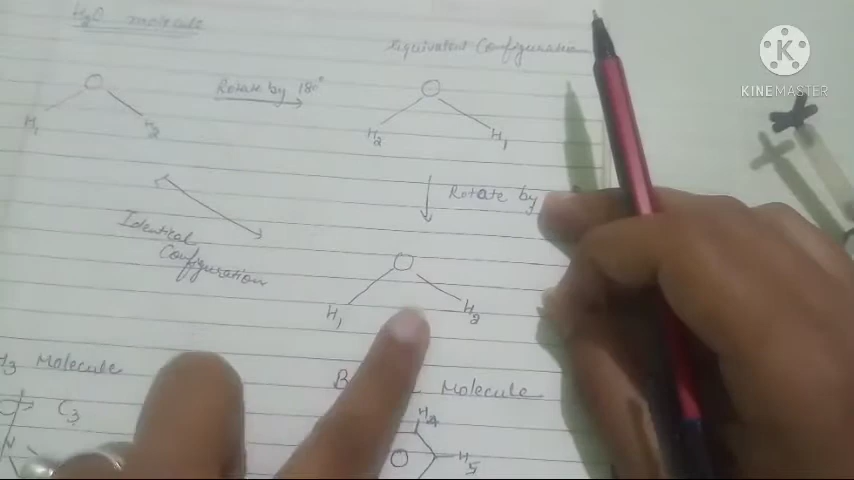 H₂O molecule
Equivalent Configuration
O
H₁ H₂
Rotate by 180°
O
H₂ H₁
Rotate by
Identical
Configuration
O
H₁ H₂
H3 Molecule
C₃
Molecule
H₄
H₅
K
KINEMASTER